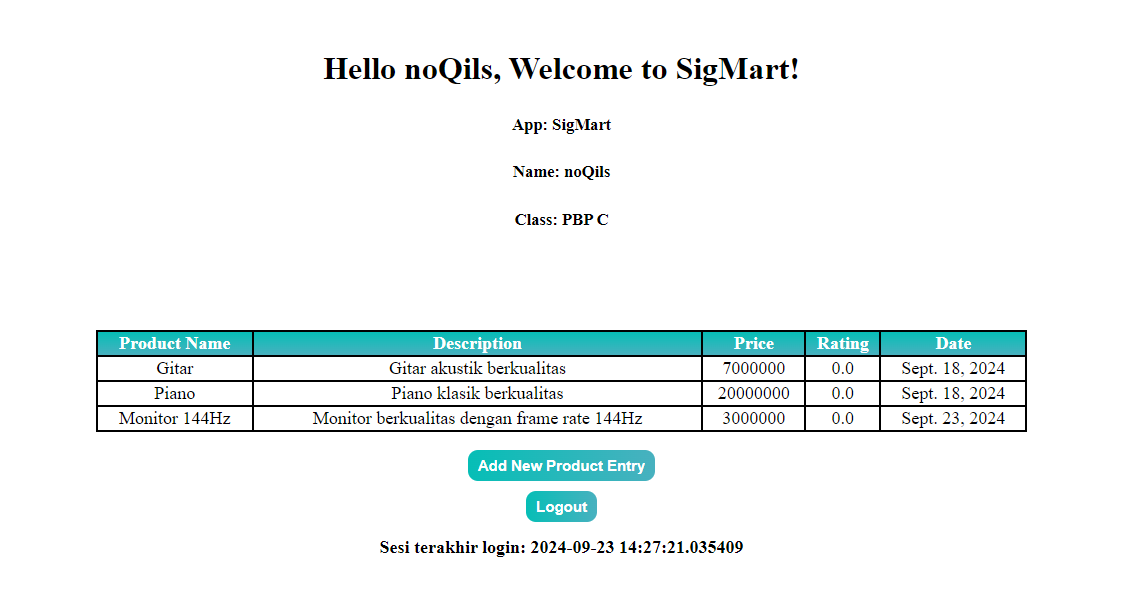 Hello noQils, Welcome to SigMart!
App: SigMart
Name: noQils
Class: PBP C
Product Name Description Price Rating Date
Gitar Gitar akustik berkualitas 7000000 0.0 Sept. 18, 2024
Piano Piano klasik berkualitas 20000000 0.0 Sept. 18, 2024
Monitor 144Hz Monitor berkualitas dengan frame rate 144Hz 3000000 0.0 Sept. 23, 2024
Add New Product Entry
Logout
Sesi terakhir login: 2024-09-23 14:27:21.035409